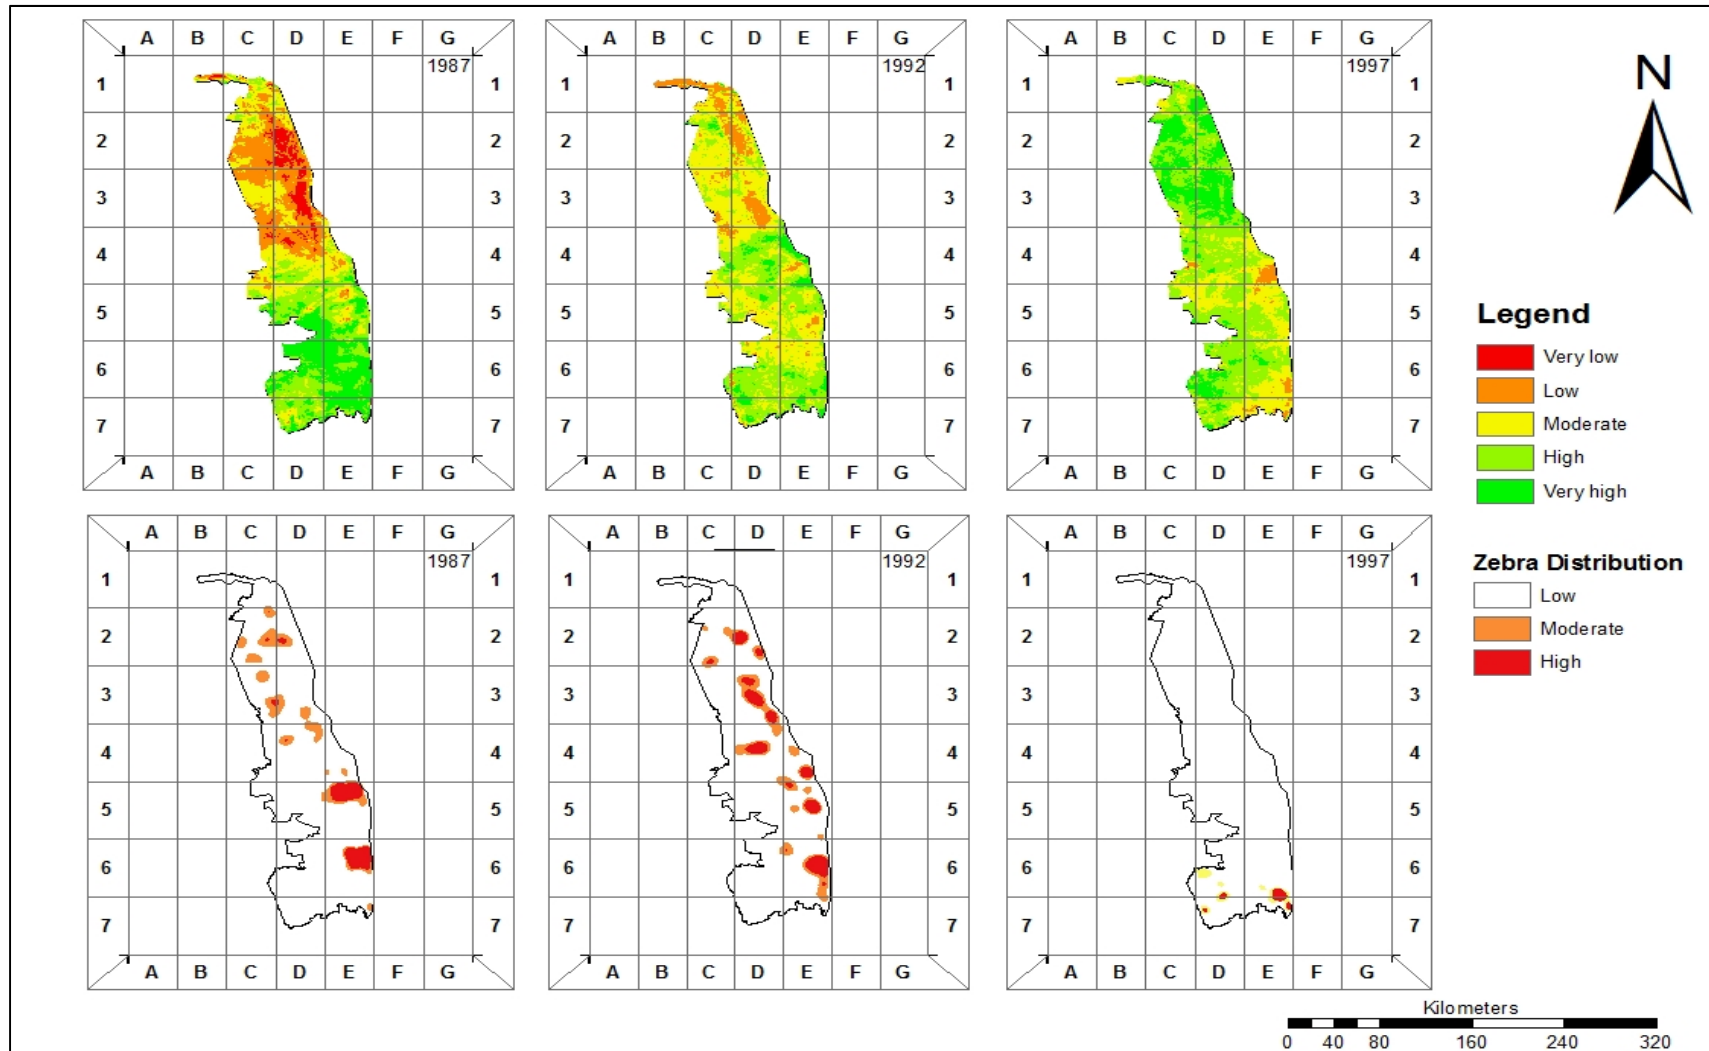 A B C D E F G
1987
1 1
2 2
3 3
4 4
5 5
6 6
7 7
A B C D E F G
A B C D E F G
1992
1 1
2 2
3 3
4 4
5 5
6 6
7 7
A B C D E F G
A B C D E F G
1997
1 1
2 2
3 3
4 4
5 5
6 6
7 7
A B C D E F G
N
Legend
Very low
Low
Moderate
High
Very high
A B C D E F G
1987
1 1
2 2
3 3
4 4
5 5
6 6
7 7
A B C D E F G
A B C D E F G
1992
1 1
2 2
3 3
4 4
5 5
6 6
7 7
A B C D E F G
A B C D E F G
1997
1 1
2 2
3 3
4 4
5 5
6 6
7 7
A B C D E F G
Zebra Distribution
Low
Moderate
High
Kilometers
0 40 80 160 240 320